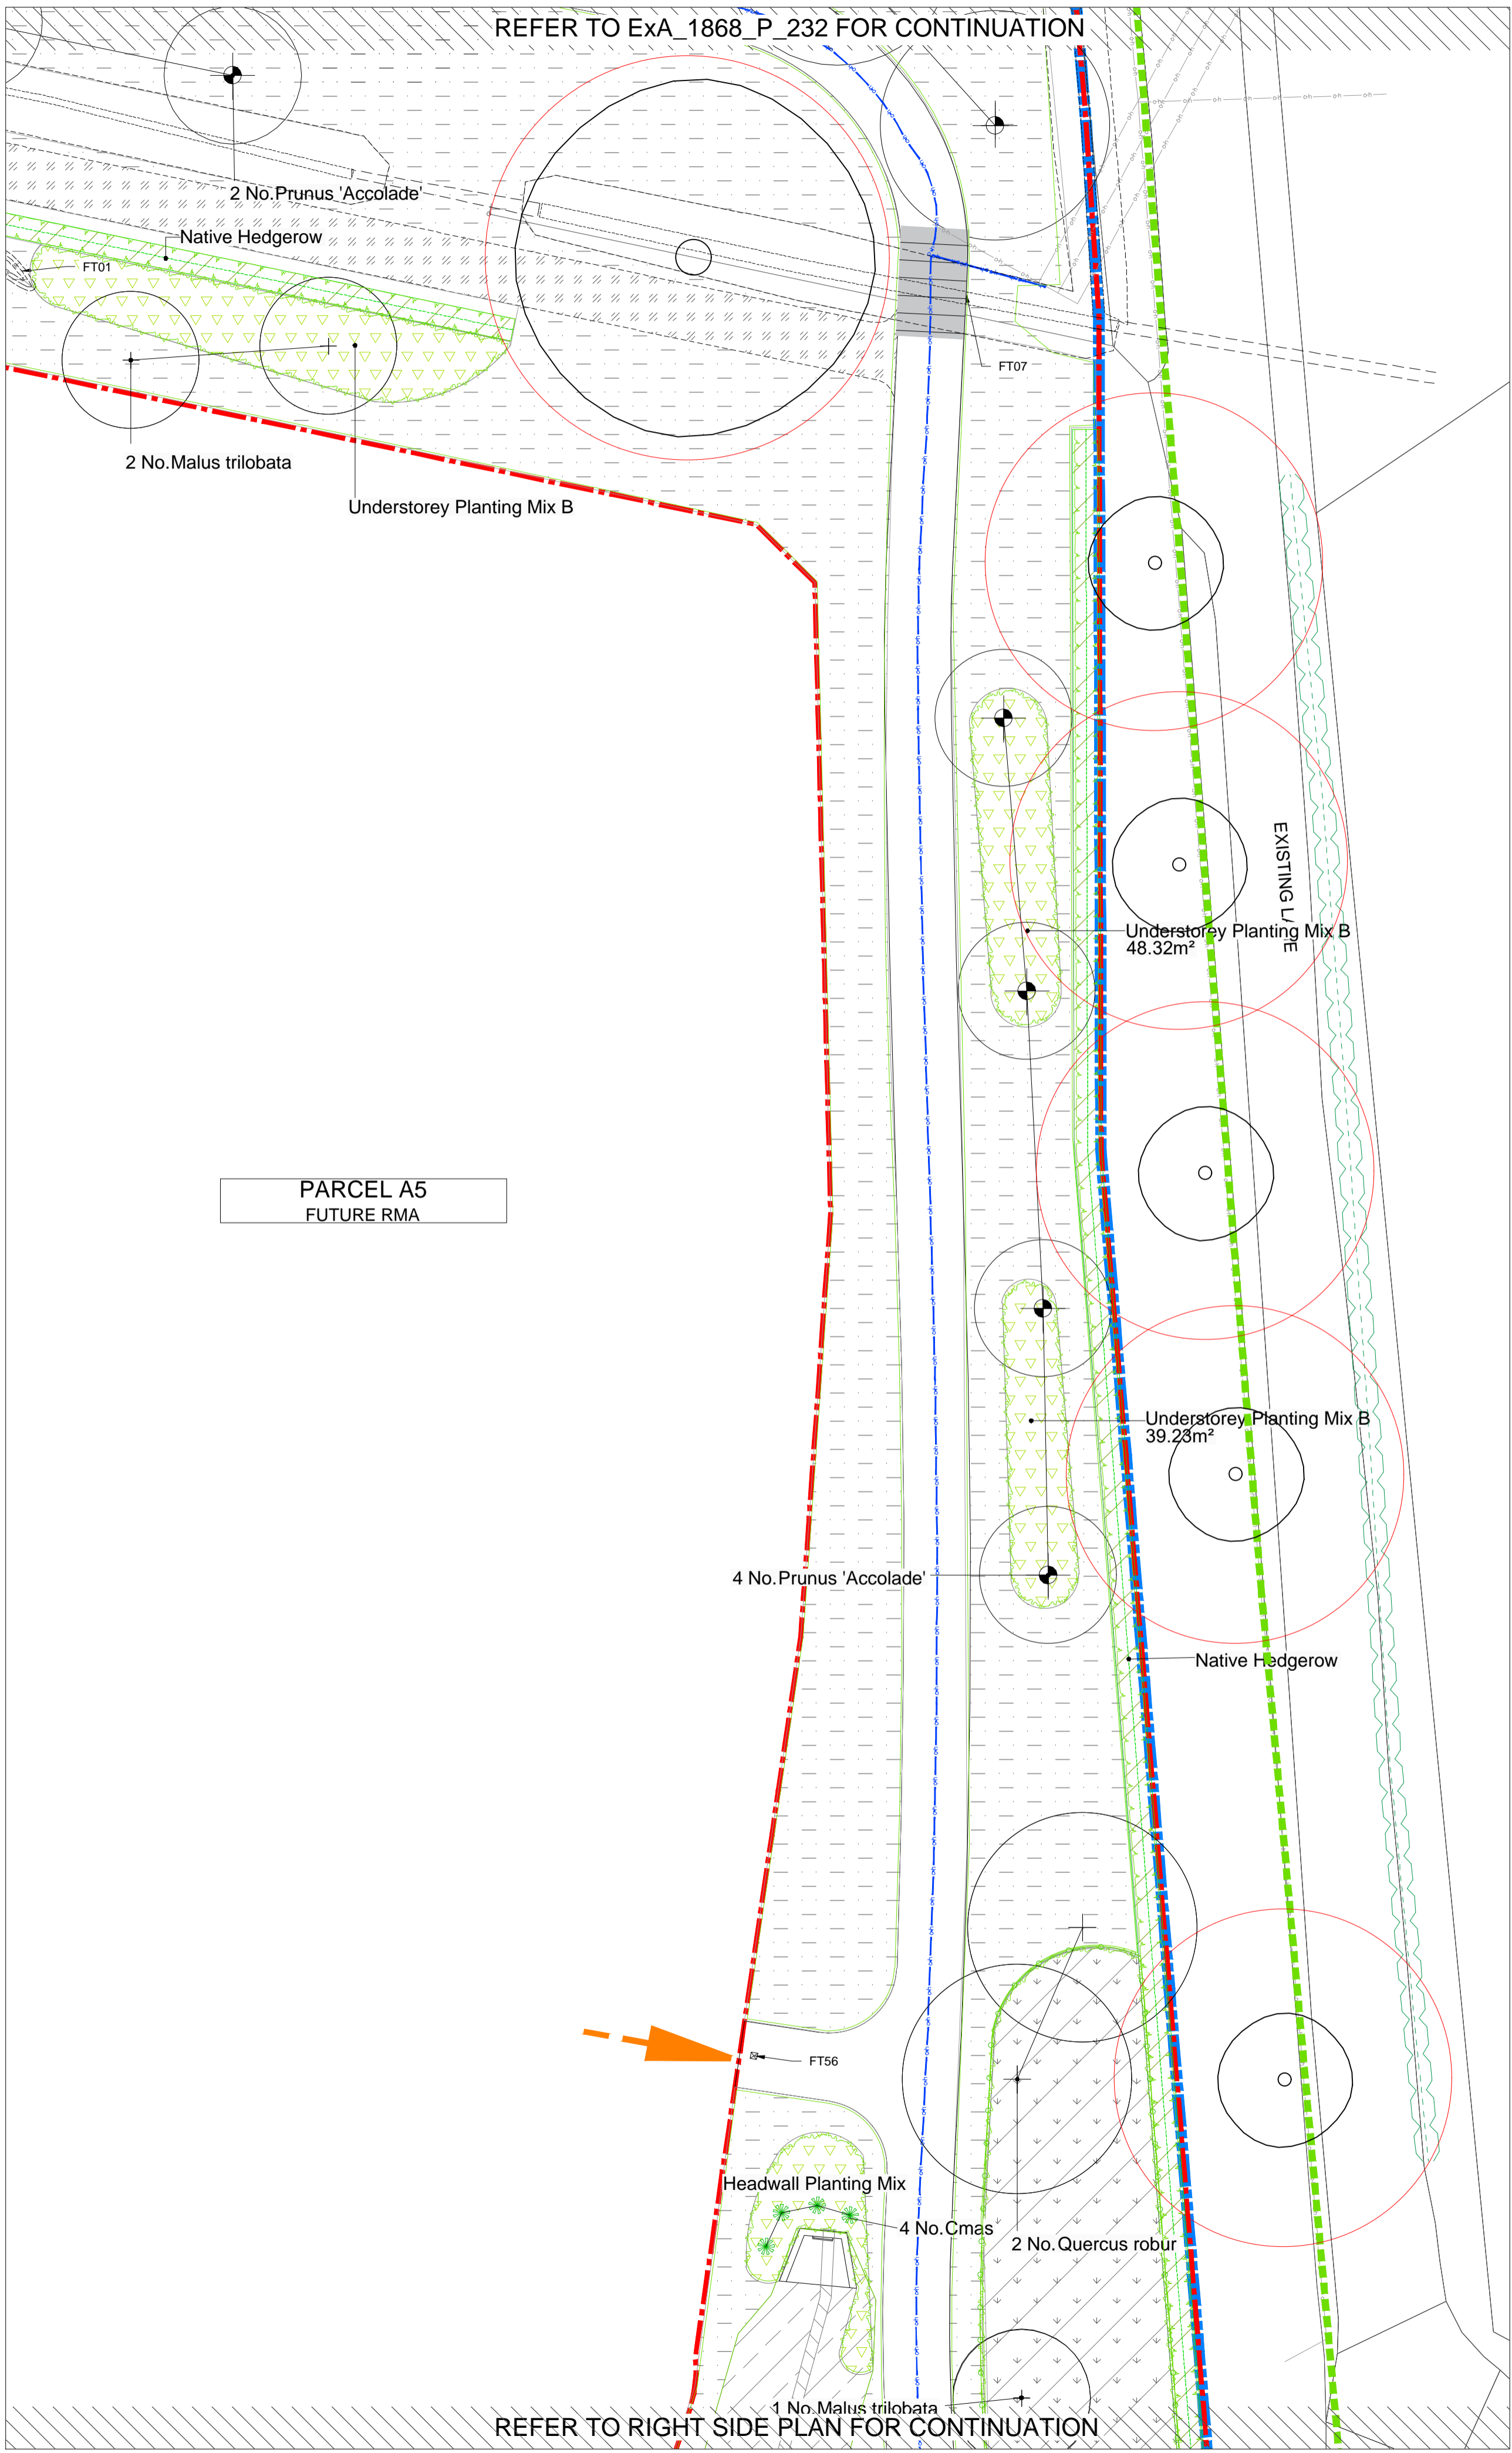 REFER TO ExA_1868_P_232 FOR CONTINUATION
2 No.Prunus 'Accolade'
Native Hedgerow
FT01
FT07
2 No.Malus trilobata
Understorey Planting Mix B
EXISTING LANE
Understorey Planting Mix B
48.32m²
PARCEL A5
FUTURE RMA
Understorey Planting Mix B
39.23m²
4 No.Prunus 'Accolade'
Native Hedgerow
FT56
Headwall Planting Mix
4 No.Cmas
2 No.Quercus robur
1 No.Malus trilobata
REFER TO RIGHT SIDE PLAN FOR CONTINUATION